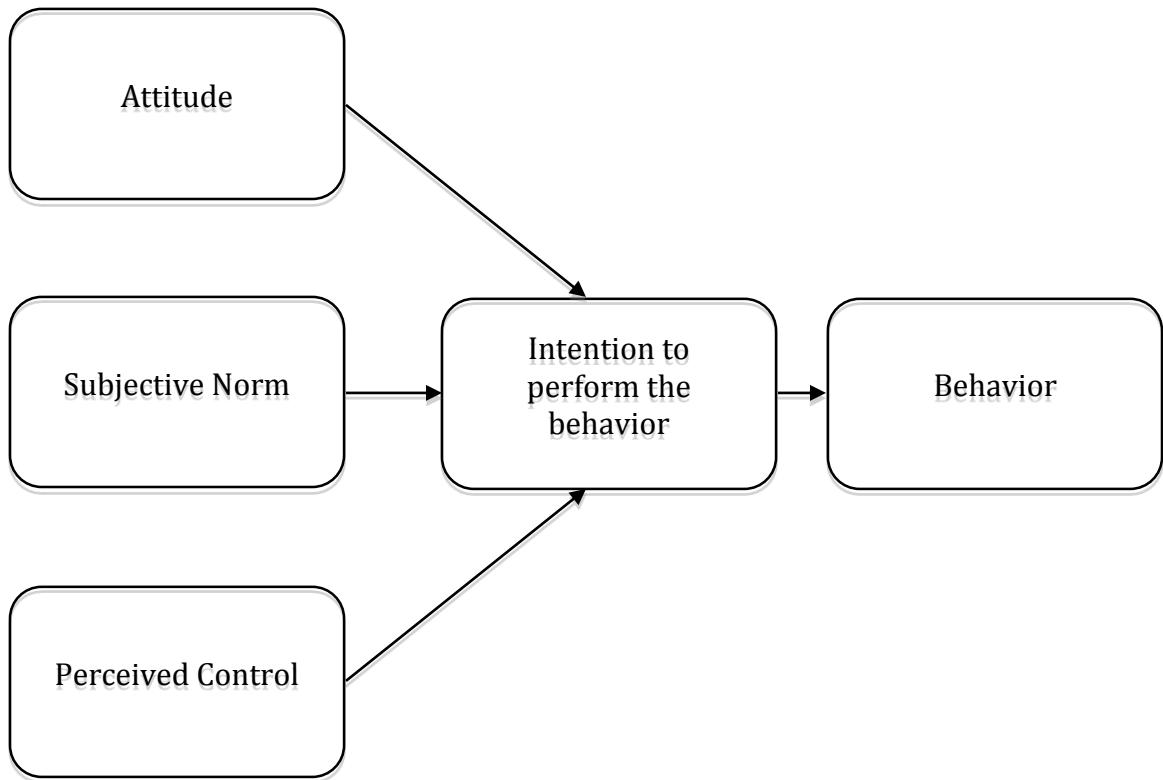 Attitude
Subjective Norm
Intention to
perform the
behavior
Behavior
Perceived Control